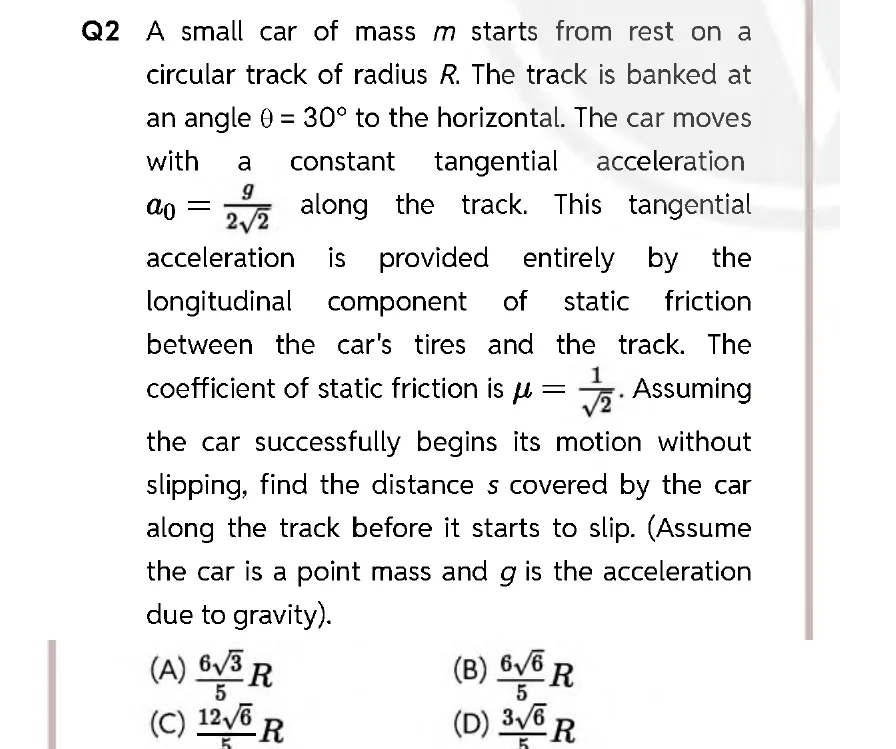 Q2 A small car of mass m starts from rest on a
circular track of radius R. The track is banked at
an angle θ = 30° to the horizontal. The car moves
with a constant tangential acceleration
a₀ = g/2√2 along the track. This tangential
acceleration is provided entirely by the
longitudinal component of static friction
between the car's tires and the track. The
coefficient of static friction is μ = 1/√2. Assuming
the car successfully begins its motion without
slipping, find the distance s covered by the car
along the track before it starts to slip. (Assume
the car is a point mass and g is the acceleration
due to gravity).
(A) 6√3/5 R (B) 6√6/5 R
(C) 12√6/5 R (D) 3√6/5 R